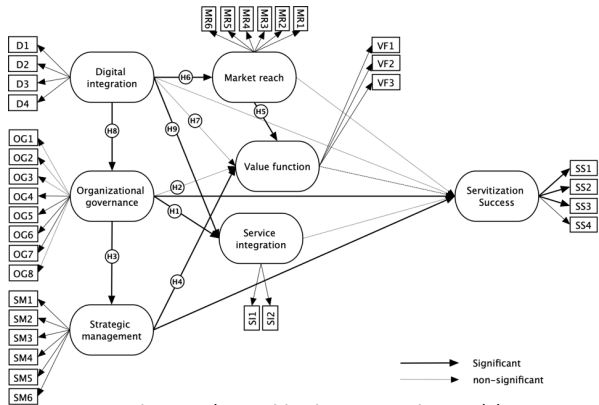 MR6
MR5
MR4
MR3
MR2
MR1
D1
D2
D3
D4
Digital
integration
H6
Market reach
VF1
VF2
VF3
H8
H9
H7
H5
OG1
OG2
OG3
OG4
OG5
OG6
OG7
OG8
Organizational
governance
H2
H1
Value function
Servitization
Success
SS1
SS2
SS3
SS4
Service
integration
H3
H4
SI1
SI2
SM1
SM2
SM3
SM4
SM5
SM6
Strategic
management
Significant
non-significant